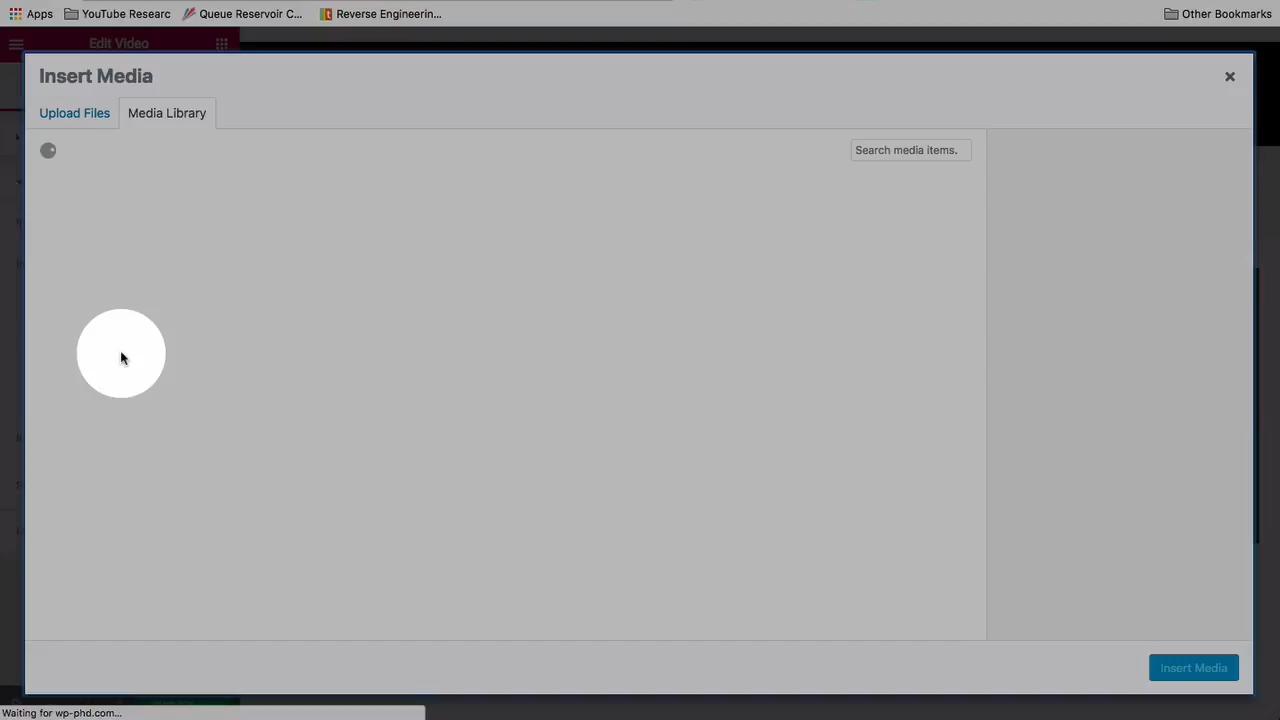 Apps
YouTube Researc
Queue Reservoir C...
Reverse Engineerin...
Other Bookmarks
Edit Video
Insert Media
Upload Files
Media Library
Search media items.
Insert Media
Waiting for wp-phd.com...